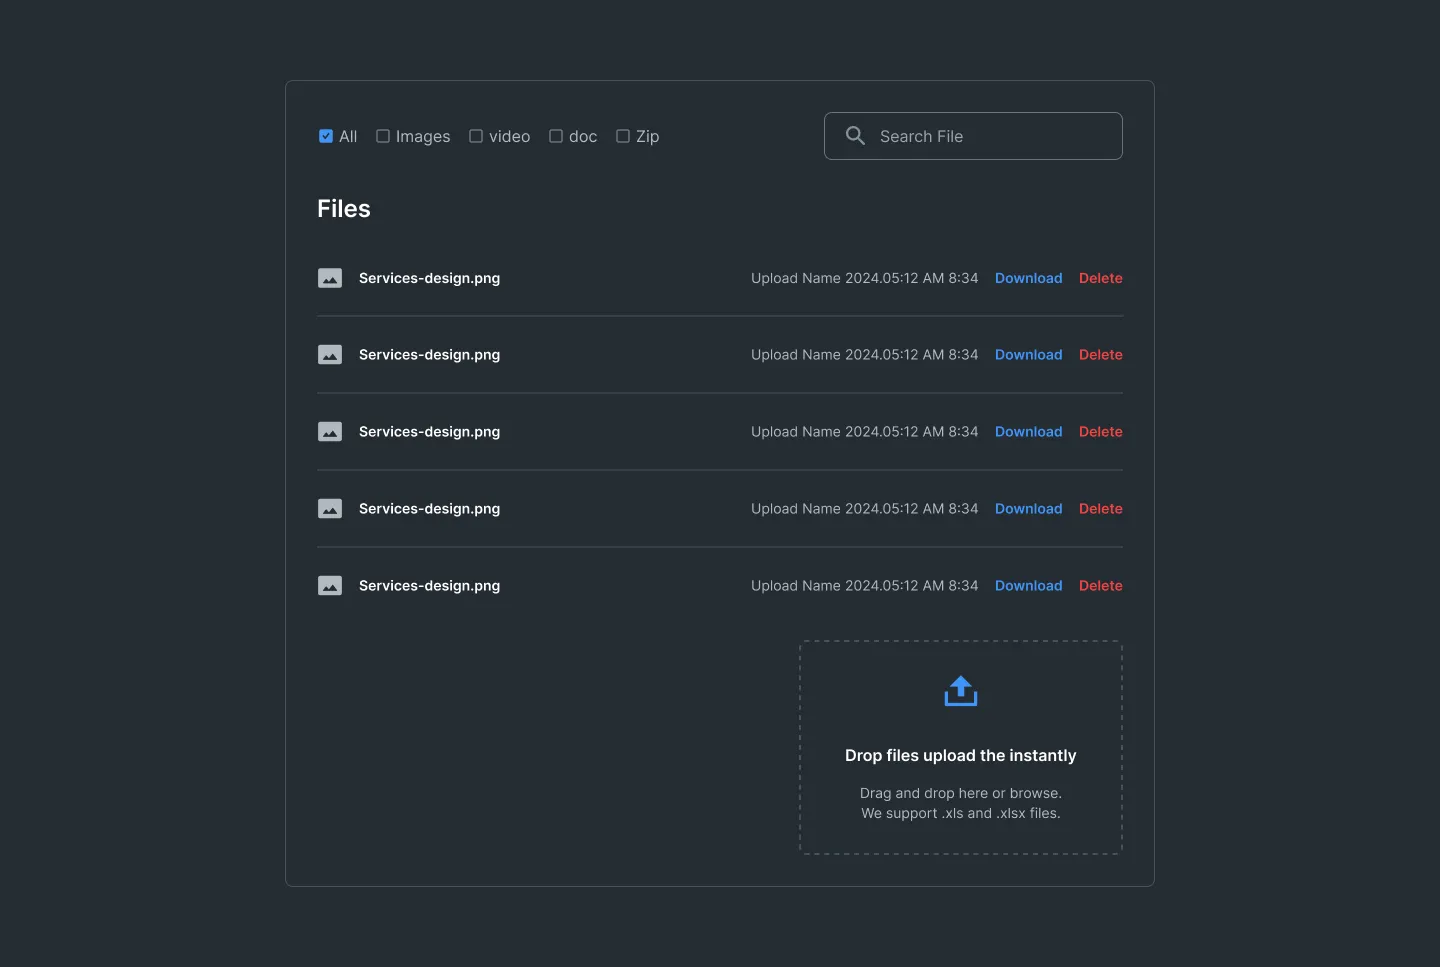 All Images video doc Zip Search File
Files
Services-design.png Upload Name 2024.05:12 AM 8:34 Download Delete
Services-design.png Upload Name 2024.05:12 AM 8:34 Download Delete
Services-design.png Upload Name 2024.05:12 AM 8:34 Download Delete
Services-design.png Upload Name 2024.05:12 AM 8:34 Download Delete
Services-design.png Upload Name 2024.05:12 AM 8:34 Download Delete
Drop files upload the instantly
Drag and drop here or browse.
We support .xls and .xlsx files.